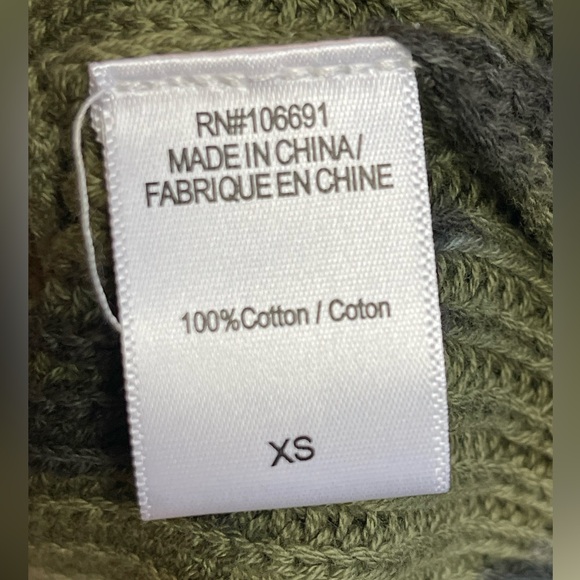 RN#106691
MADE IN CHINA/
FABRIQUE EN CHINE
100%Cotton / Coton
XS